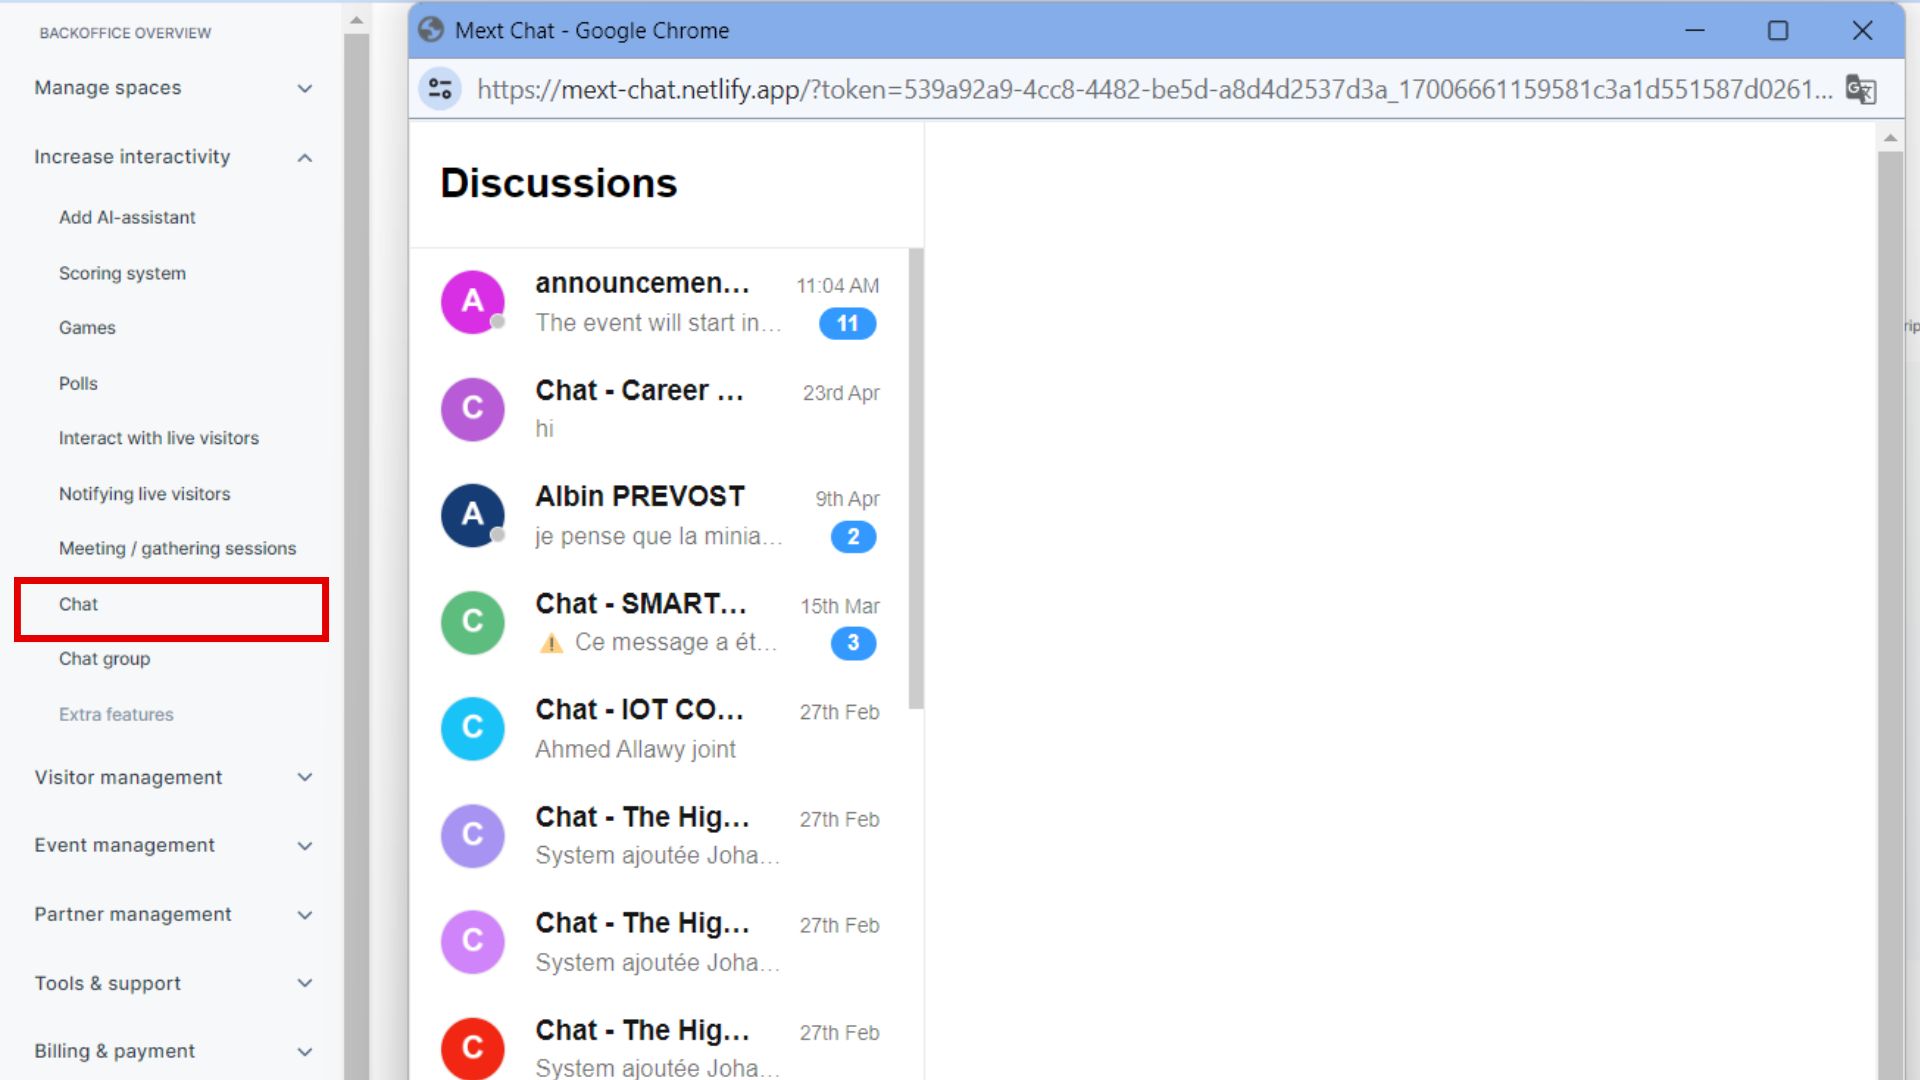 BACKOFFICE OVERVIEW
Manage spaces
Increase interactivity
Add AI-assistant
Scoring system
Games
Polls
Interact with live visitors
Notifying live visitors
Meeting / gathering sessions
Chat
Chat group
Extra features
Visitor management
Event management
Partner management
Tools & support
Billing & payment
Mext Chat - Google Chrome
https://mext-chat.netlify.app/?token=539a92a9-4cc8-4482-be5d-a8d4d2537d3a_17006661159581c3a1d551587d0261...
Discussions
A announcemen... 11:04 AM
The event will start in... 11
C Chat - Career ... 23rd Apr
hi
A Albin PREVOST 9th Apr
je pense que la minia... 2
C Chat - SMART... 15th Mar
Ce message a ét... 3
C Chat - IOT CO... 27th Feb
Ahmed Allawy joint
C Chat - The Hig... 27th Feb
System ajoutée Joha...
C Chat - The Hig... 27th Feb
System ajoutée Joha...
C Chat - The Hig... 27th Feb
System ajoutée Joha...